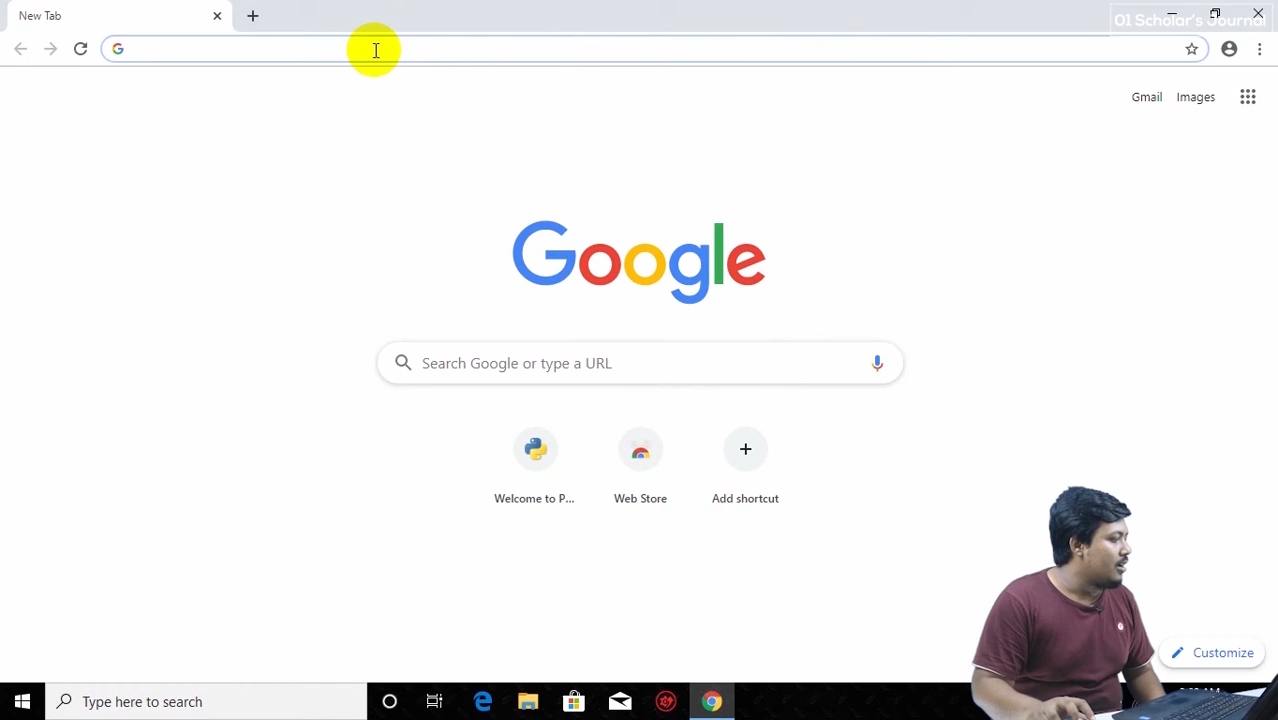 New Tab
01 Scholar's Journal
Gmail
Images
Google
Search Google or type a URL
Welcome to P...
Web Store
Add shortcut
Customize
Type here to search